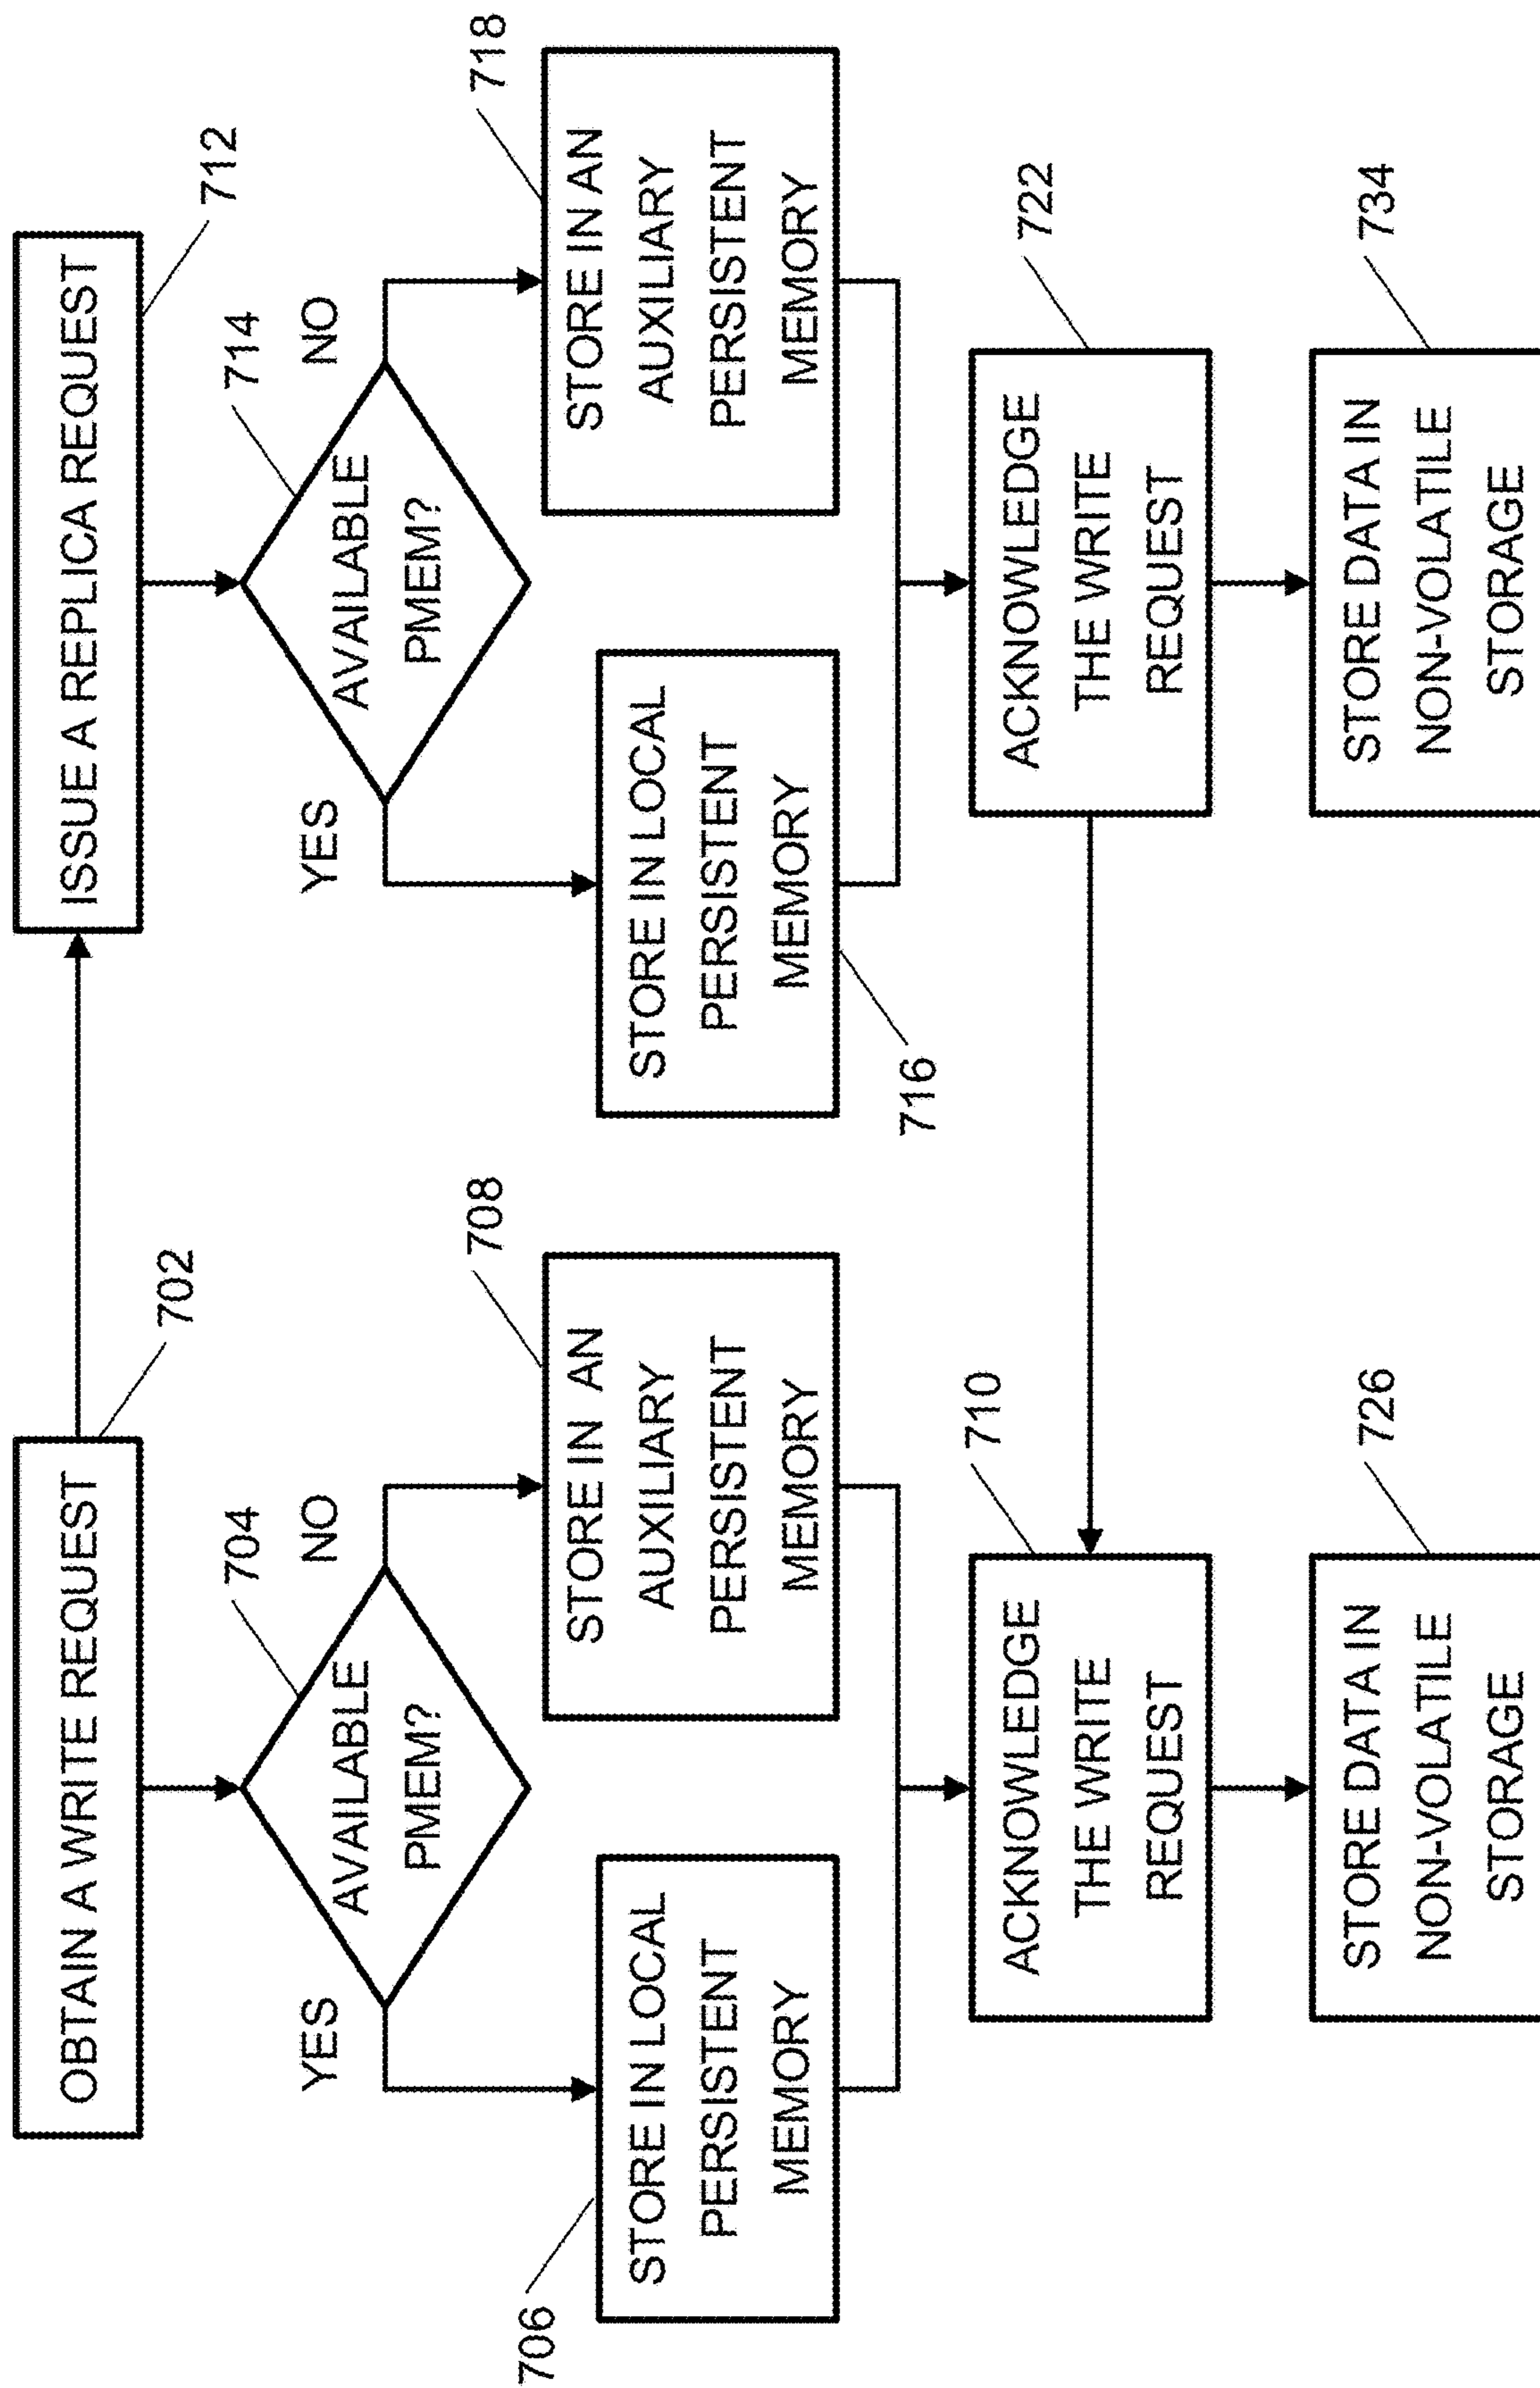 OBTAIN A WRITE REQUEST
702
ISSUE A REPLICA REQUEST
712
704
AVAILABLE
PMEM?
YES
NO
714
AVAILABLE
PMEM?
YES
NO
706
STORE IN LOCAL
PERSISTENT
MEMORY
708
STORE IN AN
AUXILIARY
PERSISTENT
MEMORY
716
STORE IN LOCAL
PERSISTENT
MEMORY
718
STORE IN AN
AUXILIARY
PERSISTENT
MEMORY
710
ACKNOWLEDGE
THE WRITE
REQUEST
722
ACKNOWLEDGE
THE WRITE
REQUEST
726
STORE DATA IN
NON-VOLATILE
STORAGE
734
STORE DATA IN
NON-VOLATILE
STORAGE